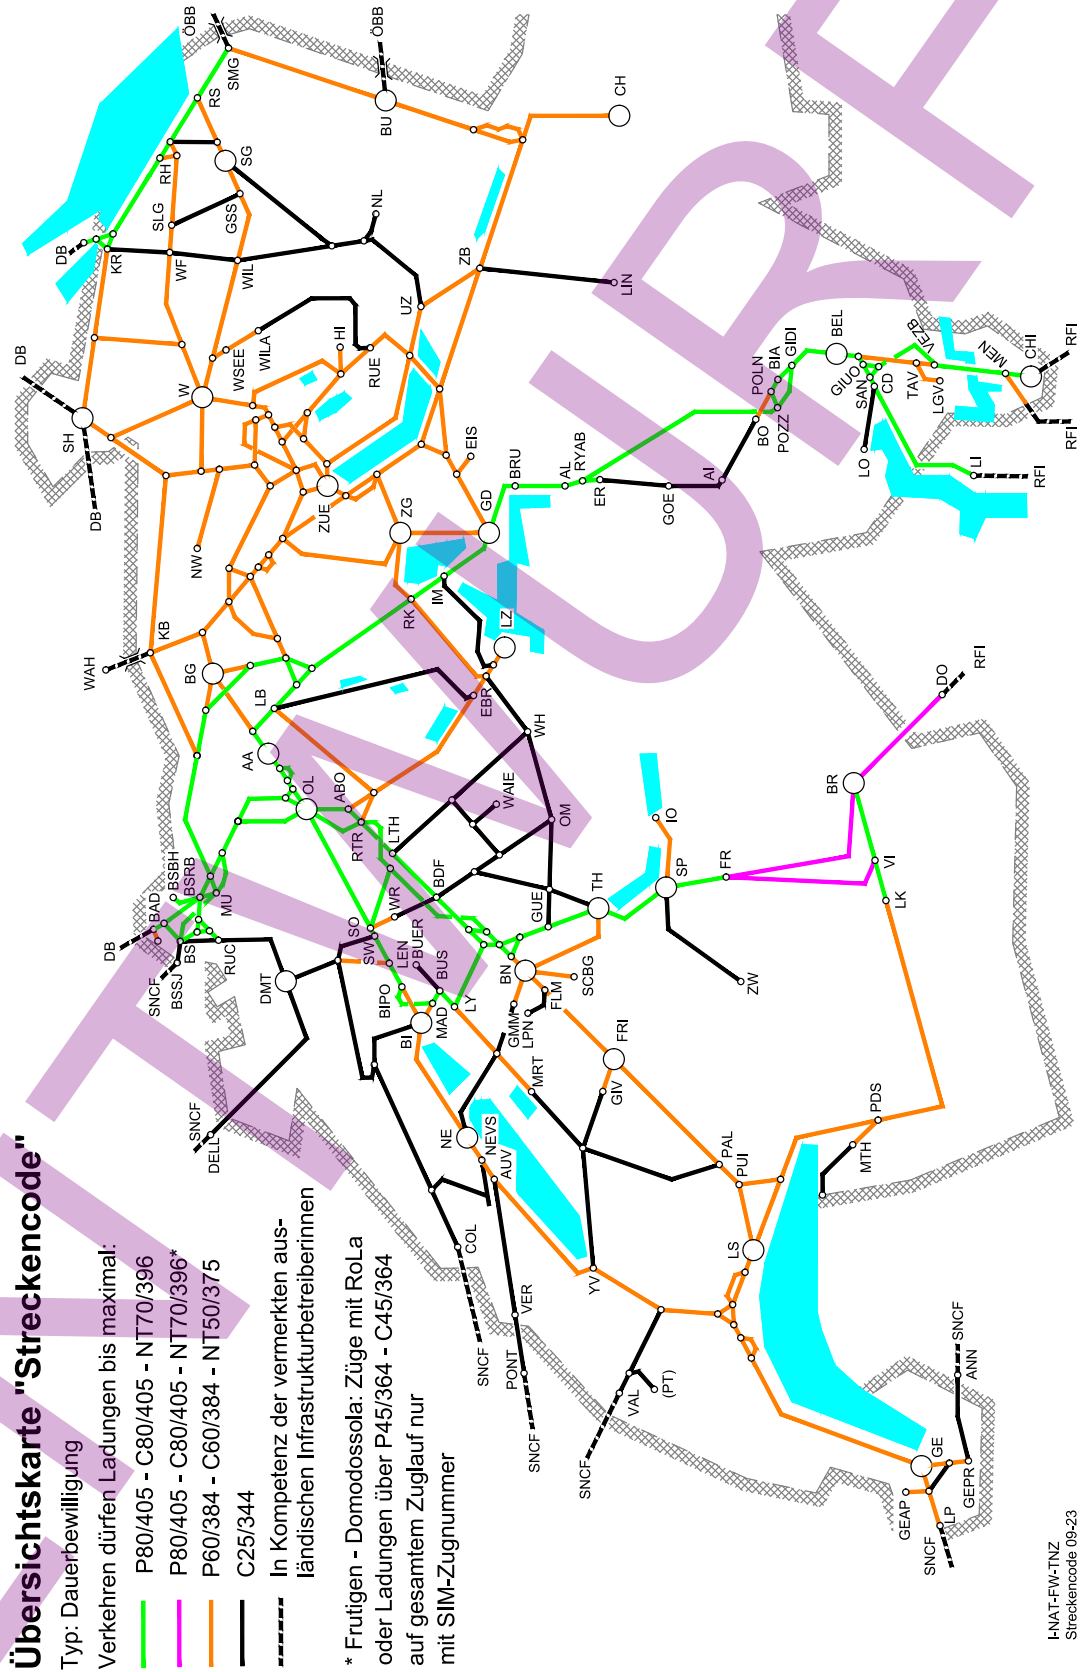 Übersichtskarte "Streckencode"
Typ: Dauerbewilligung
Verkehren dürfen Ladungen bis maximal:
P80/405 - C80/405 - NT70/396
P80/405 - C80/405 - NT70/396*
P60/384 - C60/384 - NT50/375
C25/344
In Kompetenz der vermerkten aus-
ländischen Infrastrukturbetreiberinnen
* Frutigen - Domodossola: Züge mit RoLa
oder Ladungen über P45/364 - C45/364
auf gesamtem Zuglauf nur
mit SIM-Zugnummer
ENTWURF
SNCF
DELL
DMT
SNCF
BSSJ
DB
BAD
BS
RUC
MU
BSRB
BSBH
WAH
KB
DB
SH
DB
DB
KR
ÖBB
SMG
RS
ÖBB
BU
CH
RH
SG
SLG
GSS
WF
WIL
NL
W
WSEE
WILA
HI
RUE
UZ
ZB
LIN
NW
ZUE
BG
LB
AA
OL
ABO
RTR
LTH
WR
BDF
SO
SW
LEN
BUER
BUS
BIPO
BI
MAD
LY
ZG
RK
IM
GD
EIS
BRU
LZ
EBR
WH
WAIE
OM
GUE
TH
BN
SCBG
FLM
LPN
GMM
AL
RYAB
ER
GOE
AI
BO
POLN
BIA
GIDI
POZZ
BEL
GIUO
SAN
CD
VEZB
TAV
LGV
MEN
CHI
RFI
RFI
LO
LI
RFI
IO
SP
FR
ZW
BR
VI
LK
DO
RFI
NE
NEVS
AUV
MRT
GIV
FRI
PAL
PUI
COL
SNCF
VER
PONT
SNCF
YV
VAL
(PT)
SNCF
LS
PDS
MTH
GE
GEAP
LP
SNCF
GEPR
ANN
SNCF
I-NAT-FW-TNZ
Streckencode 09-23